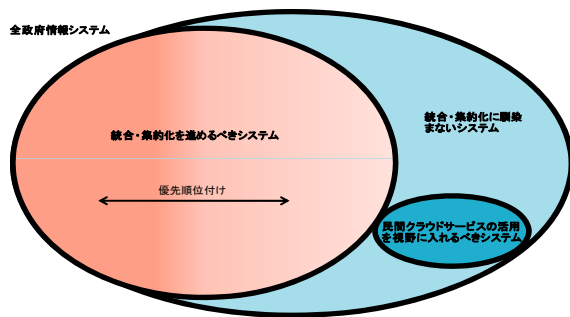 全政府情報システム
統合・集約化に馴染
まないシステム
統合・集約化を進めるべきシステム
優先順位付け
民間クラウドサービスの活用
を視野に入れるべきシステム